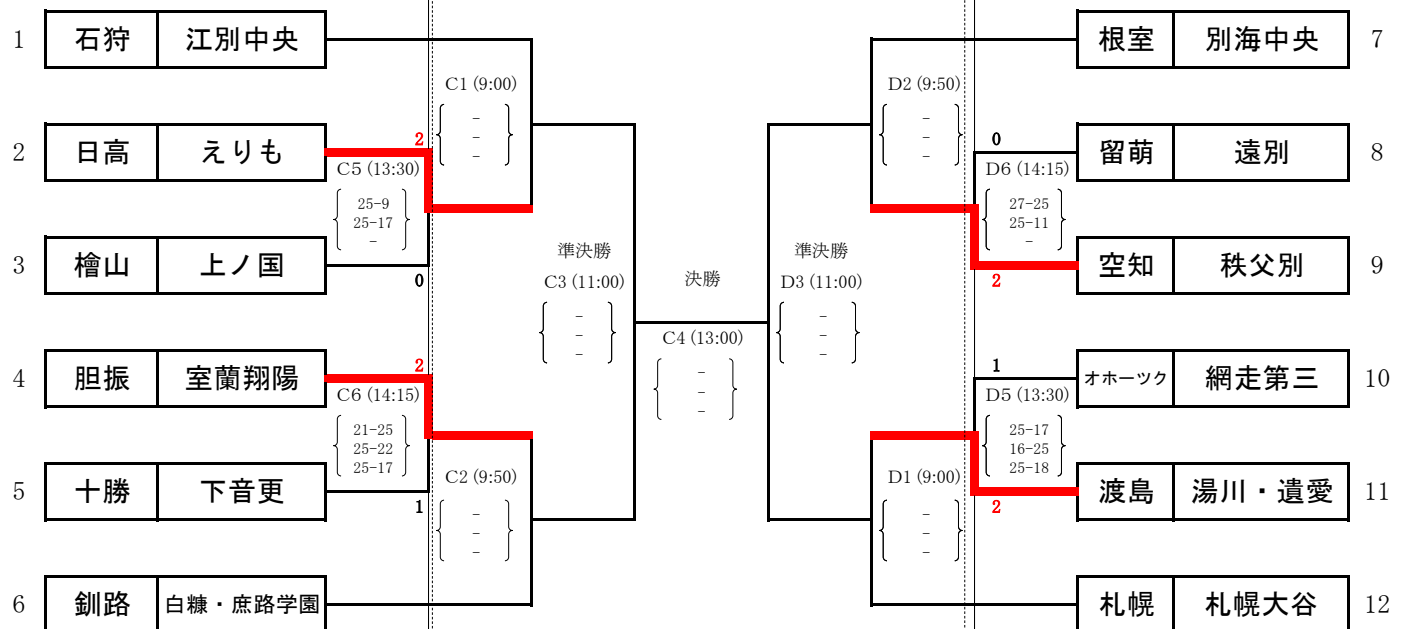 1 石狩 江別中央
C1 (9:00)
-
-
-
2 日高 えりも
2
C5 (13:30)
25-9
25-17
-
3 檜山 上ノ国
0
準決勝
C3 (11:00)
-
-
-
4 胆振 室蘭翔陽
2
C6 (14:15)
21-25
25-22
25-17
5 十勝 下音更
1
C2 (9:50)
-
-
-
6 釧路 白糠・庶路学園
決勝
C4 (13:00)
-
-
-
根室 別海中央 7
D2 (9:50)
-
-
-
0
留萌 遠別 8
D6 (14:15)
27-25
25-11
-
空知 秩父別 9
2
準決勝
D3 (11:00)
-
-
-
1
オホーツク 網走第三 10
D5 (13:30)
25-17
16-25
25-18
渡島 湯川・遺愛 11
2
D1 (9:00)
-
-
-
札幌 札幌大谷 12